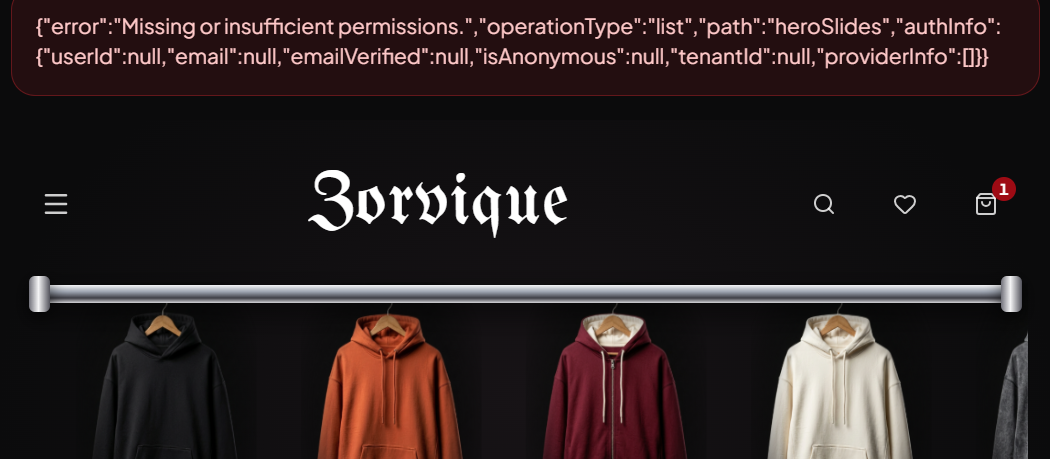 {"error":"Missing or insufficient permissions.","operationType":"list","path":"heroSlides","authInfo":
{"userId":null,"email":null,"emailVerified":null,"isAnonymous":null,"tenantId":null,"providerInfo":[]}}
Zorvique
1